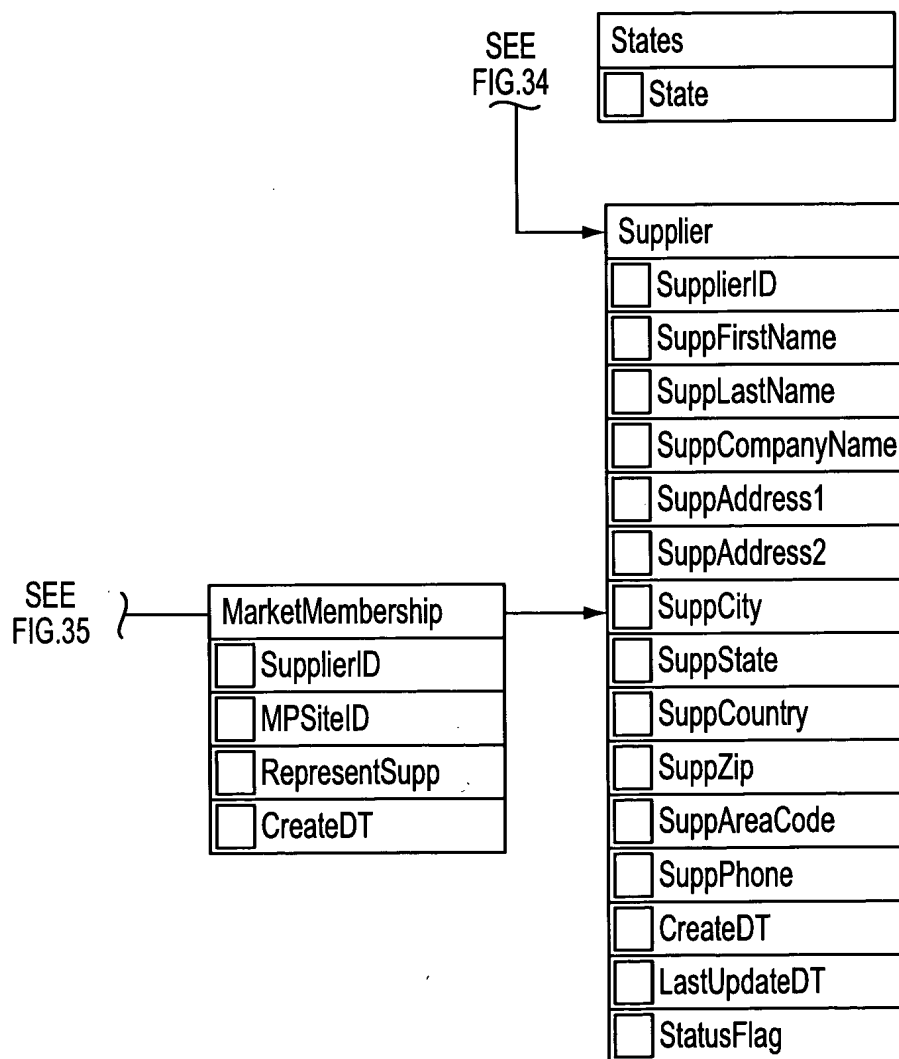 SEE
FIG.34
States
State
Supplier
SupplierID
SuppFirstName
SuppLastName
SuppCompanyName
SuppAddress1
SuppAddress2
SuppCity
SuppState
SuppCountry
SuppZip
SuppAreaCode
SuppPhone
CreateDT
LastUpdateDT
StatusFlag
SEE
FIG.35
MarketMembership
SupplierID
MPSiteID
RepresentSupp
CreateDT